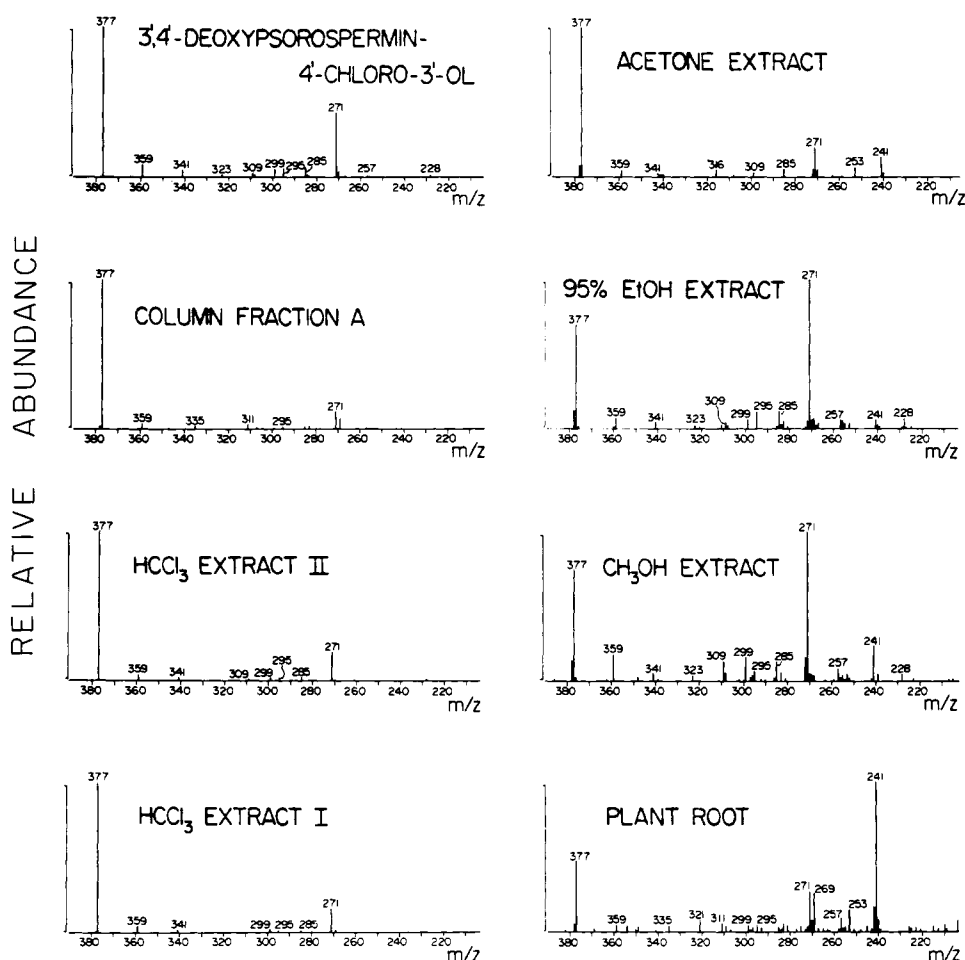 RELATIVE ABUNDANCE
3',4'-DEOXYPSOROSPERMIN-
4'-CHLORO-3'-OL
377
359
341
323
309
299
295
285
271
257
228
380 360 340 320 300 280 260 240 220
m/z
ACETONE EXTRACT
377
359
341
316
309
285
271
253
241
380 360 340 320 300 280 260 240 220
m/z
COLUMN FRACTION A
377
359
335
311
295
271
380 360 340 320 300 280 260 240 220
m/z
95% EtOH EXTRACT
377
359
341
323
309
299
295
285
271
257
241
228
380 360 340 320 300 280 260 240 220
m/z
HCCl3 EXTRACT II
377
359
341
309
299
295
285
271
380 360 340 320 300 280 260 240 220
m/z
CH3OH EXTRACT
377
359
341
323
309
299
295
285
271
257
241
228
380 360 340 320 300 280 260 240 220
m/z
HCCl3 EXTRACT I
377
359
341
299
295
285
271
380 360 340 320 300 280 260 240 220
m/z
PLANT ROOT
377
359
335
321
311
299
295
271
269
257
253
241
380 360 340 320 300 280 260 240 220
m/z